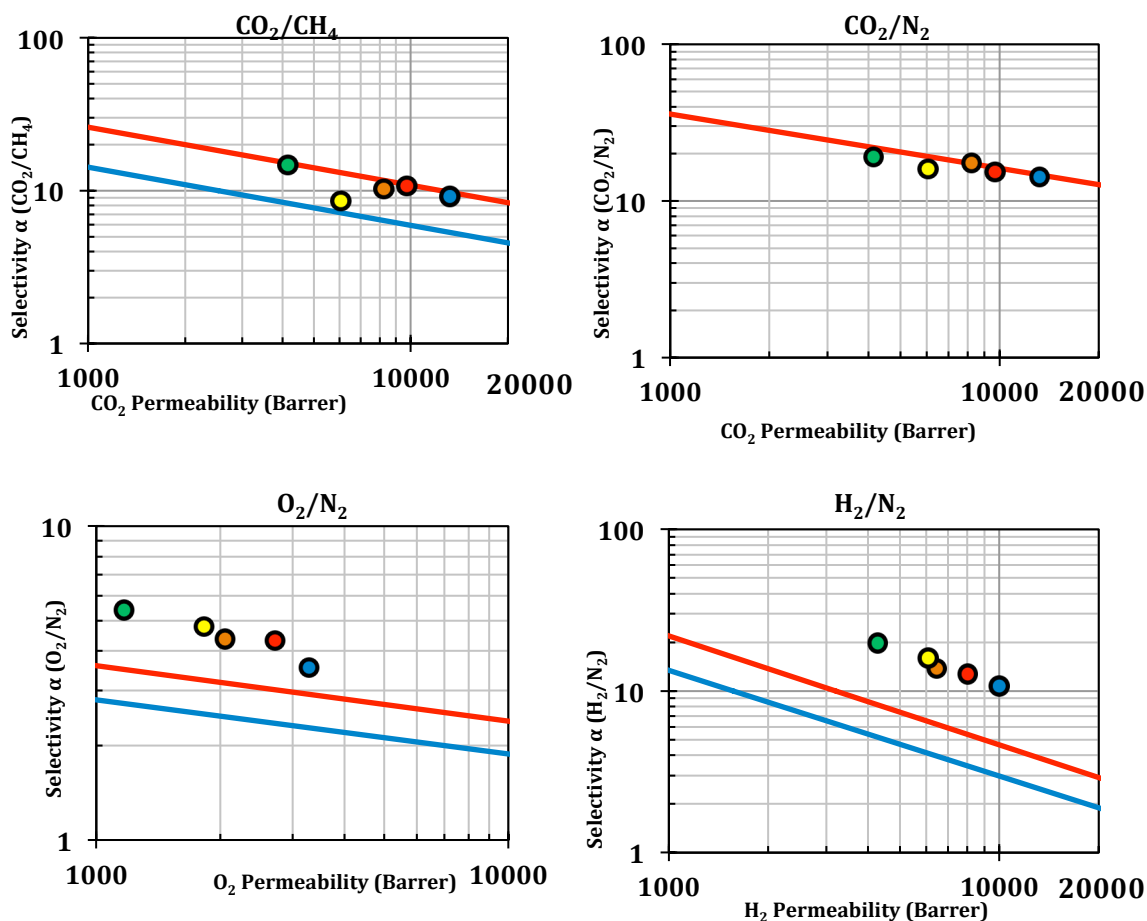 CO₂/CH₄
100
10
1
Selectivity α (CO₂/CH₄)
1000
10000
20000
CO₂ Permeability (Barrer)
CO₂/N₂
100
10
1
Selectivity α (CO₂/N₂)
1000
10000
20000
CO₂ Permeability (Barrer)
O₂/N₂
10
1
Selectivity α (O₂/N₂)
1000
10000
O₂ Permeability (Barrer)
H₂/N₂
100
10
1
Selectivity α (H₂/N₂)
1000
10000
20000
H₂ Permeability (Barrer)